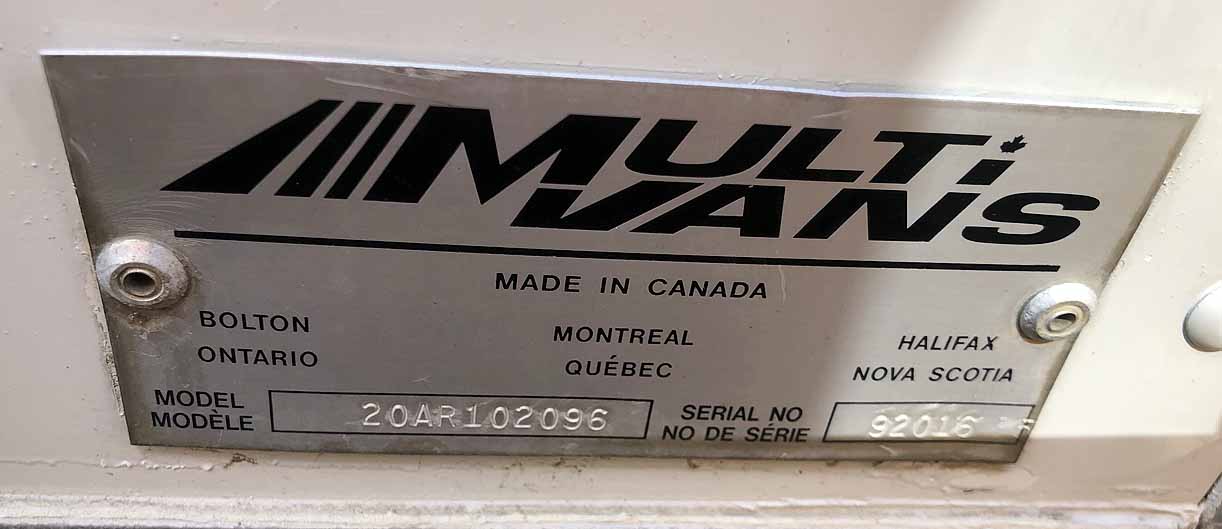 MULTI
VANS
MADE IN CANADA
BOLTON
ONTARIO
MONTREAL
QUÉBEC
HALIFAX
NOVA SCOTIA
MODEL
MODÈLE
20AR102096
SERIAL NO
NO DE SÉRIE
92016